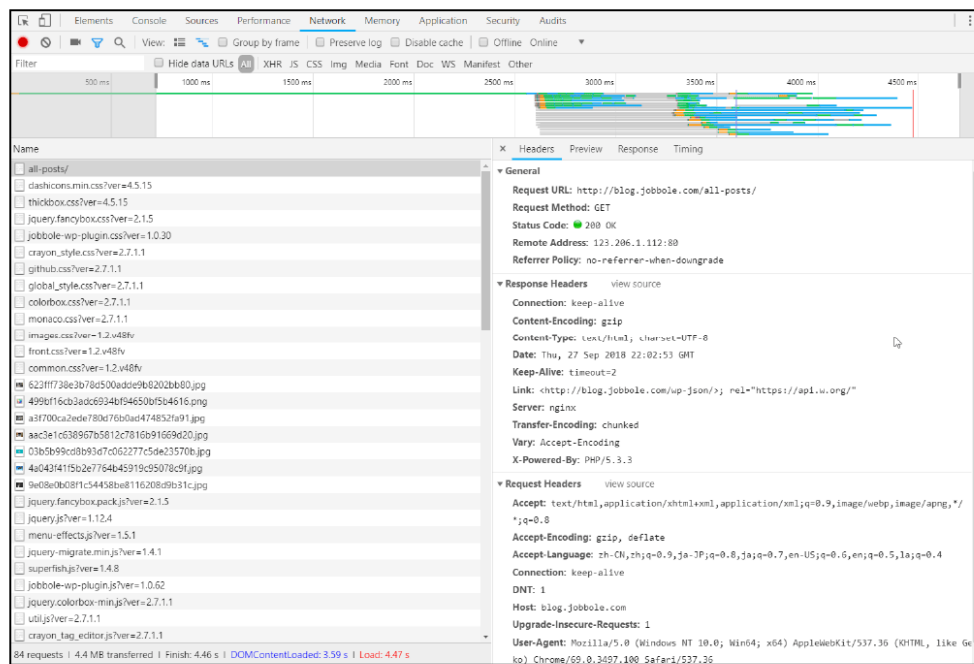 Elements Console Sources Performance Network Memory Application Security Audits
View: Group by frame Preserve log Disable cache Offline Online
Filter Hide data URLs All XHR JS CSS Img Media Font Doc WS Manifest Other
500 ms 1000 ms 1500 ms 2000 ms 2500 ms 3000 ms 3500 ms 4000 ms 4500 ms
Name
all-posts/
dashicons.min.css?ver=4.5.15
thickbox.css?ver=4.5.15
jquery.fancybox.css?ver=2.1.5
jobbole-wp-plugin.css?ver=1.0.30
crayon_style.css?ver=2.7.1.1
github.css?ver=2.7.1.1
global_style.css?ver=2.7.1.1
colorbox.css?ver=2.7.1.1
monaco.css?ver=2.7.1.1
images.css?ver=1.2.v48fv
front.css?ver=1.2.v48fv
common.css?ver=1.2.v48fv
623fff738e3b78d500adde9b8202bb80.jpg
499bf16cb3adc6934bf94650bf5b4616.png
a3f700ca2ede780d76b0ad474852fa91.jpg
aac3e1c638967b5812c7816b91669d20.jpg
03b5b99cd8b93d7c062277c5de23570b.jpg
4a043f41f5b2e7764b45919c95078c9f.jpg
9e08e0b08f1c54458be8116208d9b31c.jpg
jquery.fancybox.pack.js?ver=2.1.5
jquery.js?ver=1.12.4
menu-effects.js?ver=1.5.1
jquery-migrate.min.js?ver=1.4.1
superfish.js?ver=1.4.8
jobbole-wp-plugin.js?ver=1.0.62
jquery.colorbox-min.js?ver=2.7.1.1
util.js?ver=2.7.1.1
crayon_tag_editor.js?ver=2.7.1.1
84 requests | 4.4 MB transferred | Finish: 4.46 s | DOMContentLoaded: 3.59 s | Load: 4.47 s
× Headers Preview Response Timing
General
Request URL: http://blog.jobbole.com/all-posts/
Request Method: GET
Status Code: 200 OK
Remote Address: 123.206.1.112:80
Referrer Policy: no-referrer-when-downgrade
Response Headers view source
Connection: keep-alive
Content-Encoding: gzip
Content-Type: text/html; charset=UTF-8
Date: Thu, 27 Sep 2018 22:02:53 GMT
Keep-Alive: timeout=2
Link: <http://blog.jobbole.com/wp-json/>; rel="https://api.w.org/"
Server: nginx
Transfer-Encoding: chunked
Vary: Accept-Encoding
X-Powered-By: PHP/5.3.3
Request Headers view source
Accept: text/html,application/xhtml+xml,application/xml;q=0.9,image/webp,image/apng,*/
*;q=0.8
Accept-Encoding: gzip, deflate
Accept-Language: zh-CN,zh;q=0.9,ja-JP;q=0.8,ja;q=0.7,en-US;q=0.6,en;q=0.5,la;q=0.4
Connection: keep-alive
DNT: 1
Host: blog.jobbole.com
Upgrade-Insecure-Requests: 1
User-Agent: Mozilla/5.0 (Windows NT 10.0; Win64; x64) AppleWebKit/537.36 (KHTML, like Ge
ko) Chrome/69.0.3497.100 Safari/537.36